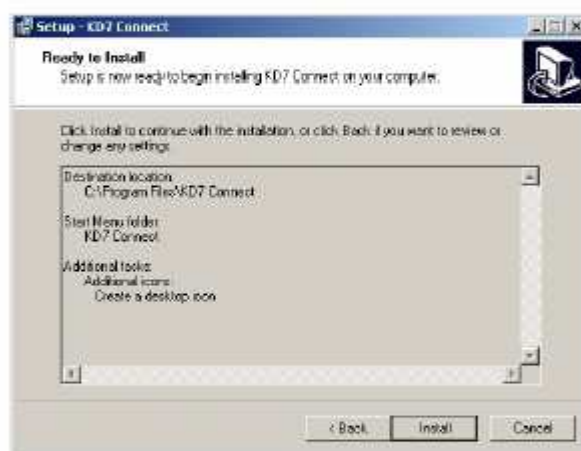 Setup - KD7 Connect
Ready to Install
Setup is now ready to begin installing KD7 Connect on your computer.
Click Install to continue with the installation, or click Back if you want to review or
change any settings.
Destination location:
C:\Program Files\KD7 Connect
Start Menu folder:
KD7 Connect
Additional tasks:
Additional icons:
Create a desktop icon
< Back
Install
Cancel